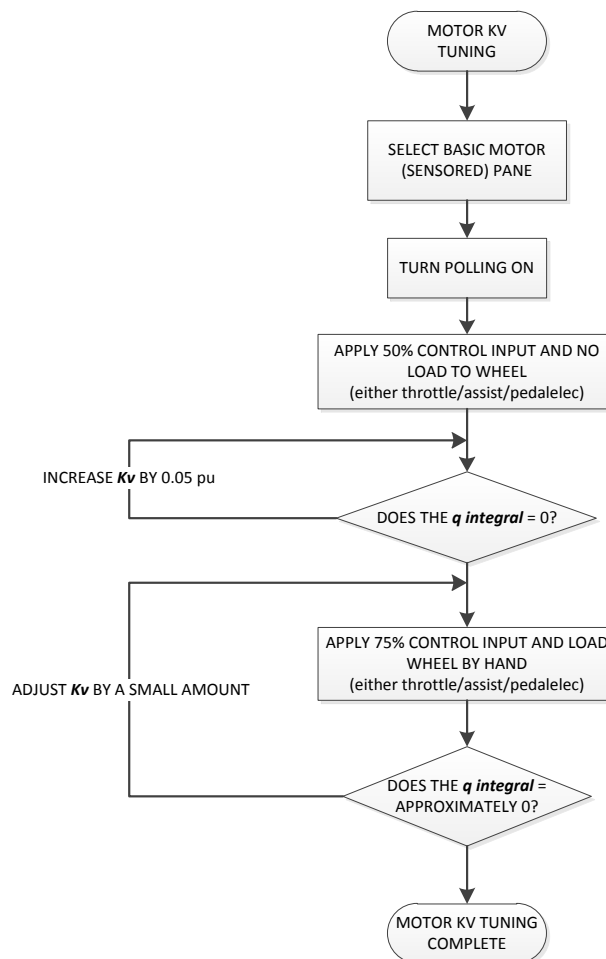 MOTOR KV
TUNING
SELECT BASIC MOTOR
(SENSORED) PANE
TURN POLLING ON
APPLY 50% CONTROL INPUT AND NO
LOAD TO WHEEL
(either throttle/assist/pedalelec)
INCREASE Kv BY 0.05 pu
DOES THE q integral = 0?
APPLY 75% CONTROL INPUT AND LOAD
WHEEL BY HAND
(either throttle/assist/pedalelec)
ADJUST Kv BY A SMALL AMOUNT
DOES THE q integral =
APPROXIMATELY 0?
MOTOR KV TUNING
COMPLETE